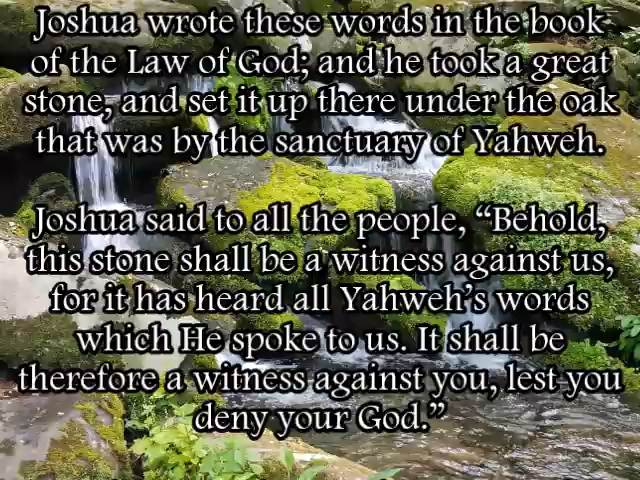 Joshua wrote these words in the book
of the Law of God; and he took a great
stone, and set it up there under the oak
that was by the sanctuary of Yahweh.
Joshua said to all the people, “Behold,
this stone shall be a witness against us,
for it has heard all Yahweh’s words
which He spoke to us. It shall be
therefore a witness against you, lest you
deny your God.”